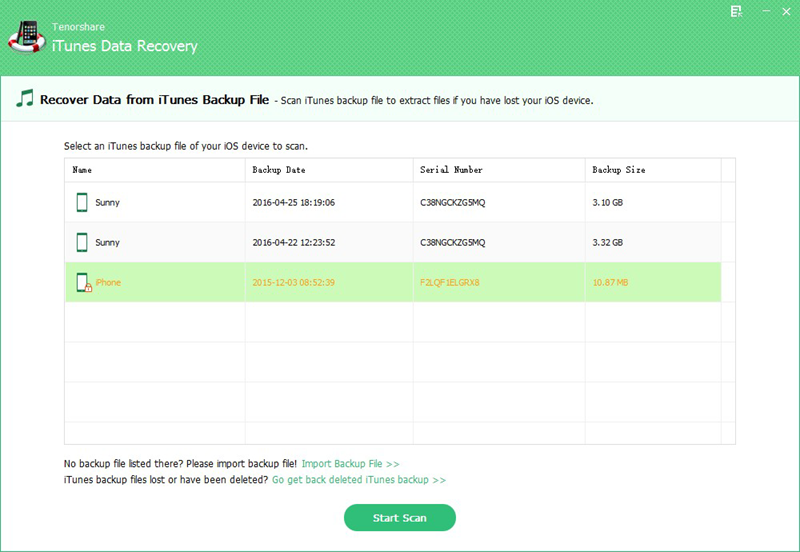 Tenorshare
iTunes Data Recovery
Recover Data from iTunes Backup File - Scan iTunes backup file to extract files if you have lost your iOS device.
Select an iTunes backup file of your iOS device to scan.
Name Backup Date Serial Number Backup Size
Sunny 2016-04-25 18:19:06 C38NGCKZG5MQ 3.10 GB
Sunny 2016-04-22 12:23:52 C38NGCKZG5MQ 3.32 GB
iPhone 2015-12-03 08:52:39 F2LQF1ELGRX8 10.87 MB
No backup file listed there? Please import backup file! Import Backup File >>
iTunes backup files lost or have been deleted? Go get back deleted iTunes backup >>
Start Scan